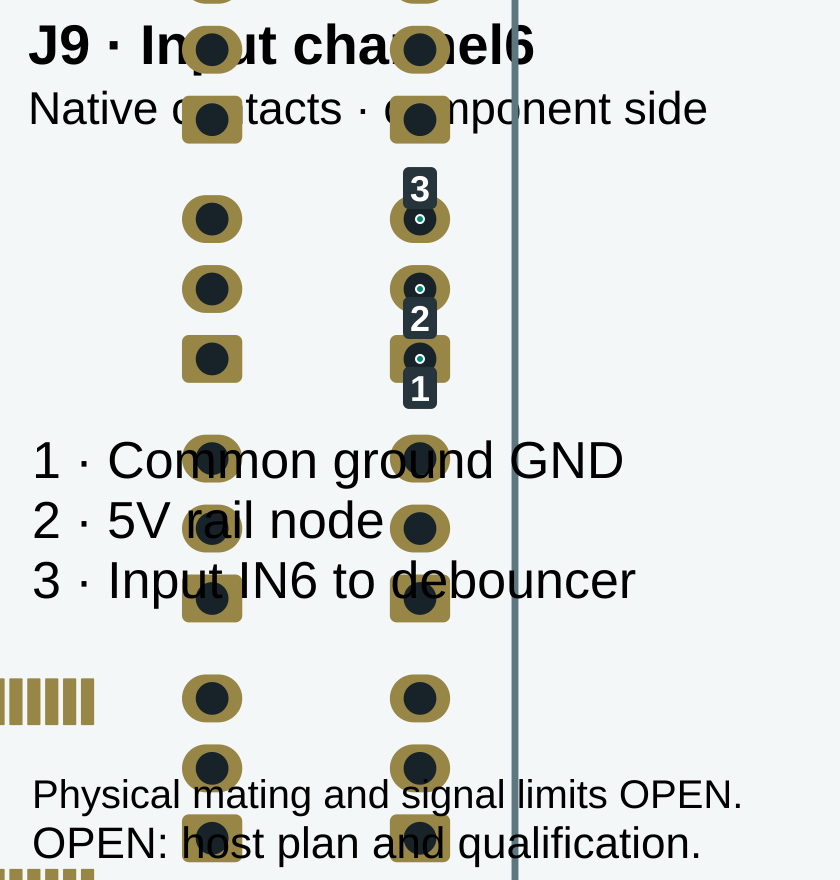 J9 · Input channel6
Native contacts · component side
3
2
1
1 · Common ground GND
2 · 5V rail node
3 · Input IN6 to debouncer
Physical mating and signal limits OPEN.
OPEN: host plan and qualification.